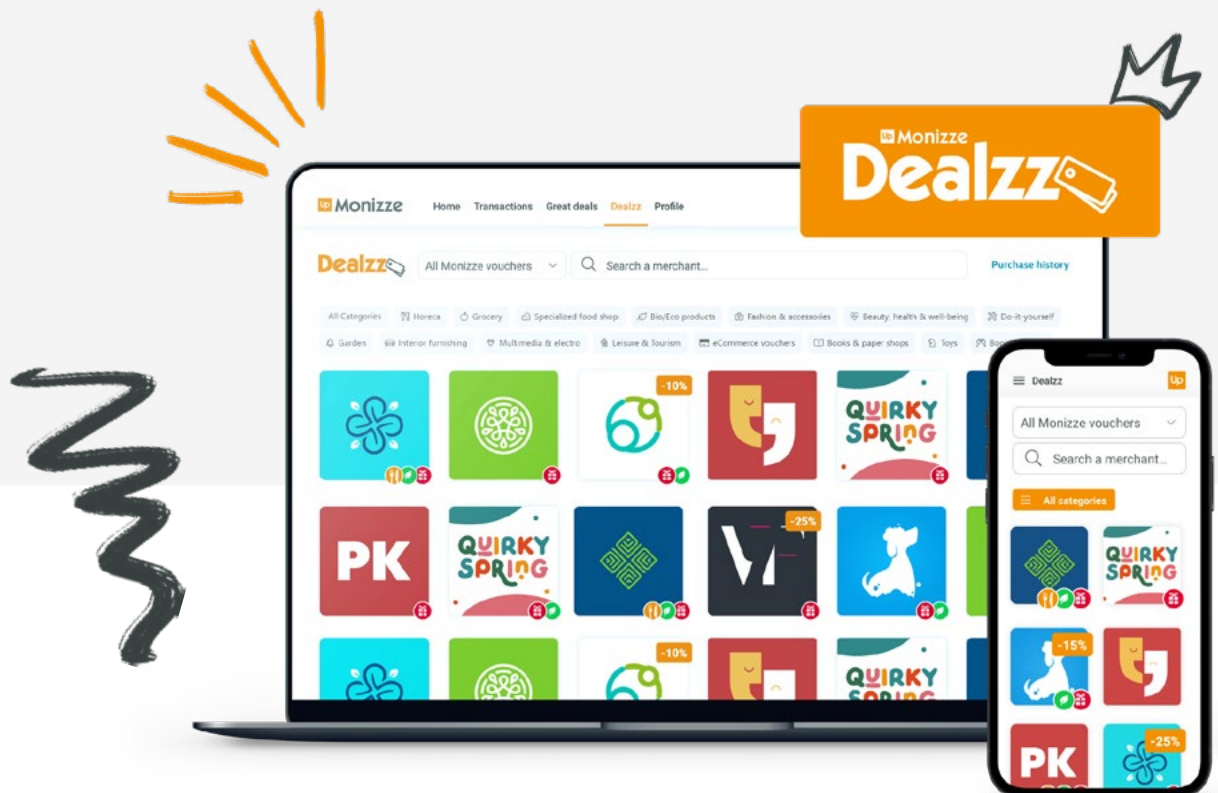 Up Monizze
Dealzz
Up Monizze Home Transactions Great deals Dealzz Profile
Dealzz All Monizze vouchers Search a merchant... Purchase history
All Categories Horeca Grocery Specialized food shop Bio/Eco products Fashion & accessories Beauty, health & well-being Do-it-yourself
Garden Interior furnishing Multimedia & electro Leisure & Tourism eCommerce vouchers Books & paper shops Toys
-10%
QUIRKY
SPRING
PK
QUIRKY
SPRING
-25%
-10%
QUIRKY
SPRING
Dealzz Up
All Monizze vouchers
Search a merchant...
All categories
QUIRKY
SPRING
-15%
PK
-25%